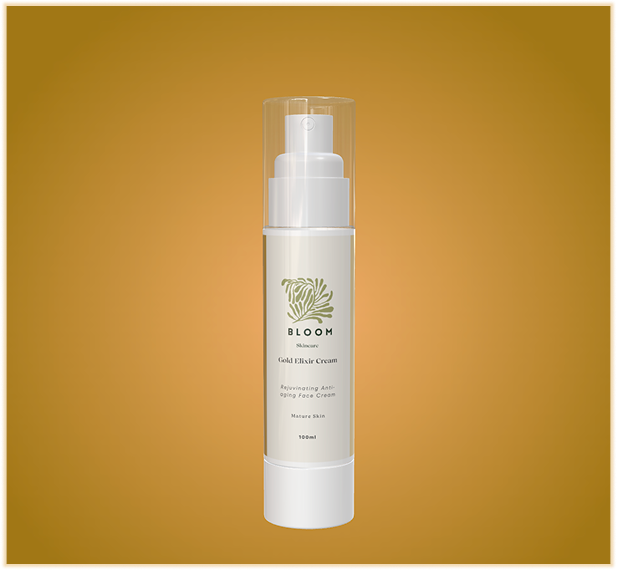 BLOOM
Skincare
Gold Elixir Cream
Rejuvinating Anti-
aging Face Cream
Mature Skin
100ml